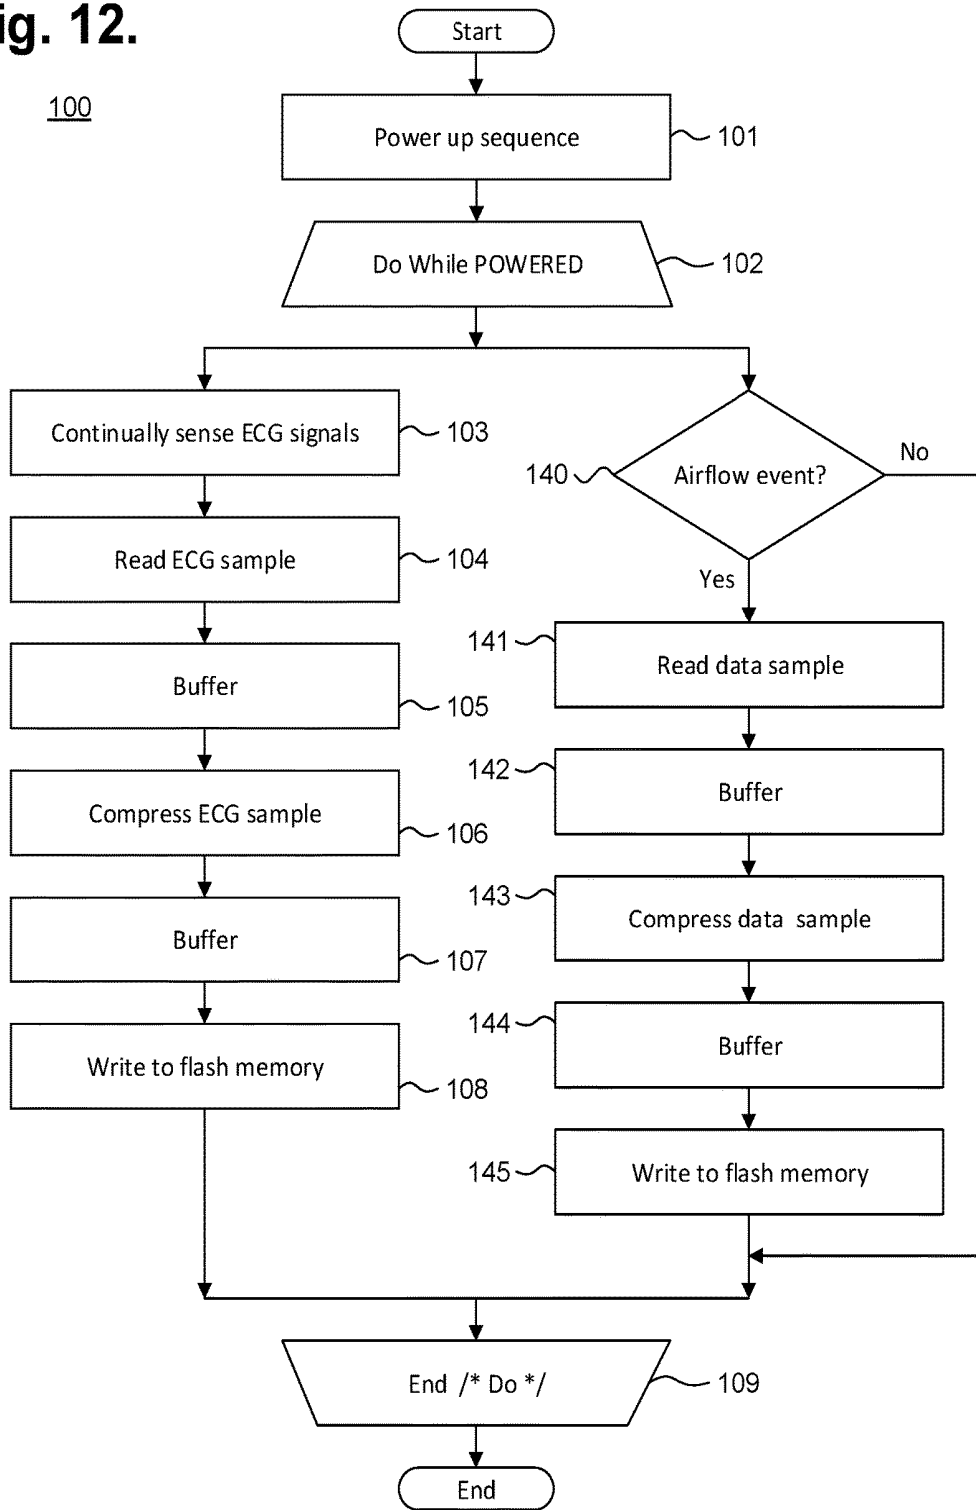 ig. 12.
100
Start
Power up sequence
101
Do While POWERED
102
Continually sense ECG signals
103
140
Airflow event?
No
Read ECG sample
104
Yes
Buffer
105
141
Read data sample
Compress ECG sample
106
142
Buffer
Buffer
107
143
Compress data sample
Write to flash memory
108
144
Buffer
145
Write to flash memory
End /* Do */
109
End